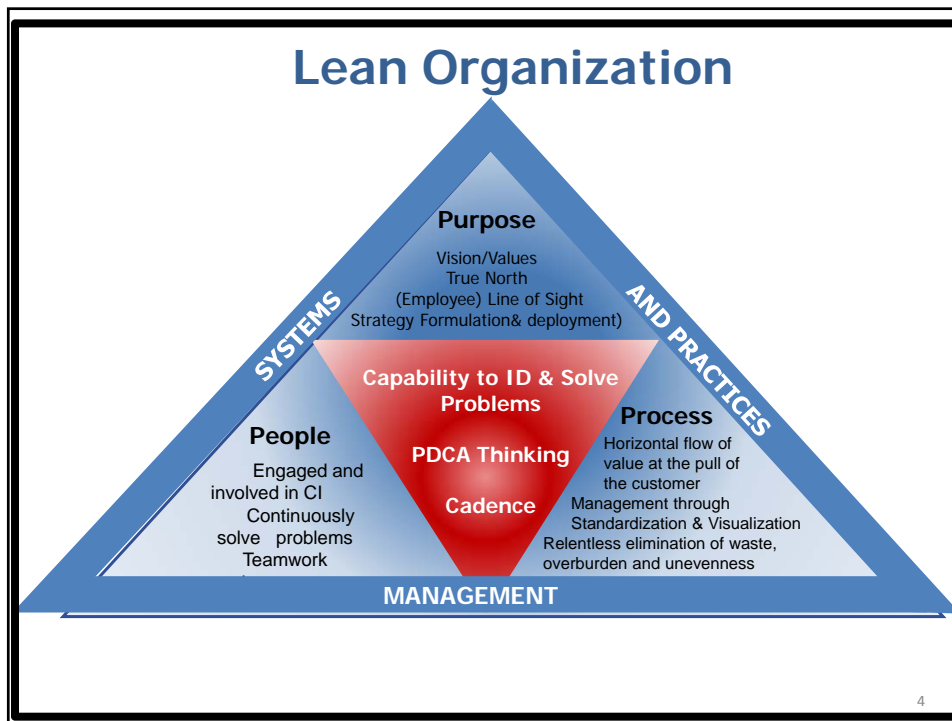 Lean Organization
Purpose
Vision/Values
True North
(Employee) Line of Sight
Strategy Formulation& deployment)
SYSTEMS
AND PRACTICES
Capability to ID & Solve
Problems
PDCA Thinking
Cadence
People
Engaged and
involved in CI
Continuously
solve problems
Teamwork
Process
Horizontal flow of
value at the pull of
the customer
Management through
Standardization & Visualization
Relentless elimination of waste,
overburden and unevenness
MANAGEMENT
4